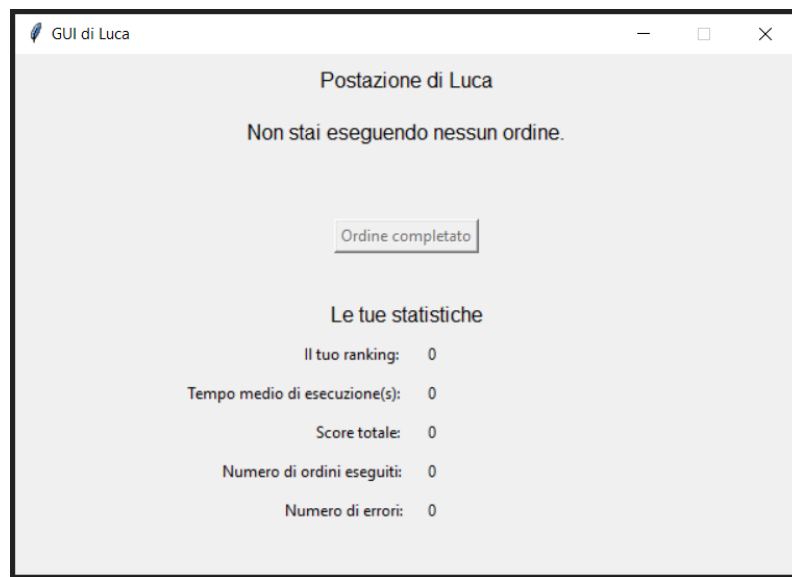 GUI di Luca
Postazione di Luca
Non stai eseguendo nessun ordine.
Ordine completato
Le tue statistiche
Il tuo ranking: 0
Tempo medio di esecuzione(s): 0
Score totale: 0
Numero di ordini eseguiti: 0
Numero di errori: 0